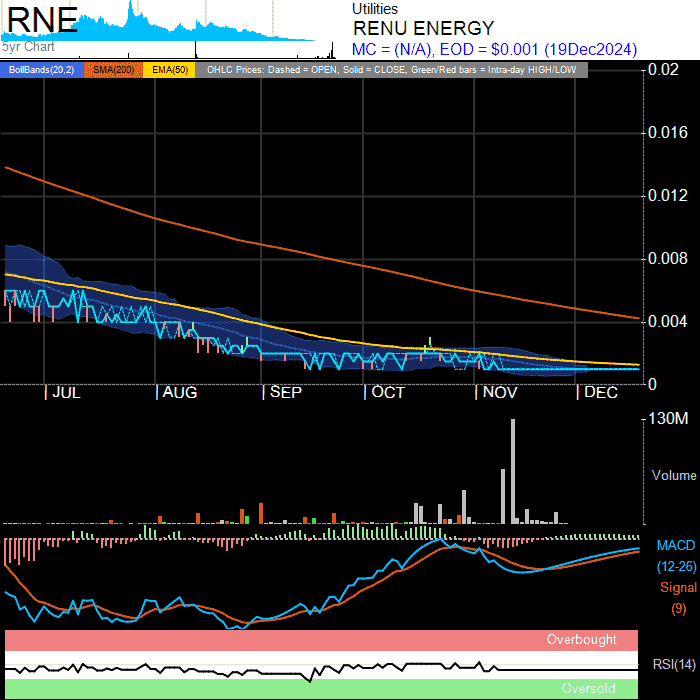 RNE
5yr Chart
Utilities
RENU ENERGY
MC = (N/A), EOD = $0.001 (19Dec2024)
BollBands(20,2) SMA(200) EMA(50) OHLC Prices: Dashed = OPEN, Solid = CLOSE, Green/Red bars = Intra-day HIGH/LOW
0.02
0.016
0.012
0.008
0.004
0
JUL AUG SEP OCT NOV DEC
130M
Volume
MACD
(12-26)
Signal
(9)
Overbought
RSI(14)
Oversold